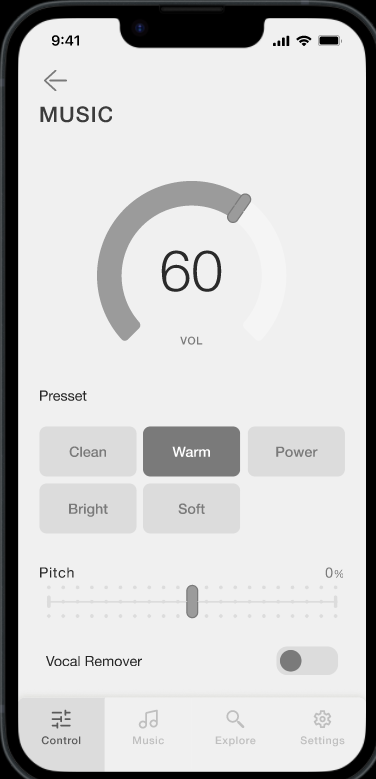 9:41
MUSIC
60
VOL
Presset
Clean Warm Power
Bright Soft
Pitch 0%
Vocal Remover
Control Music Explore Settings